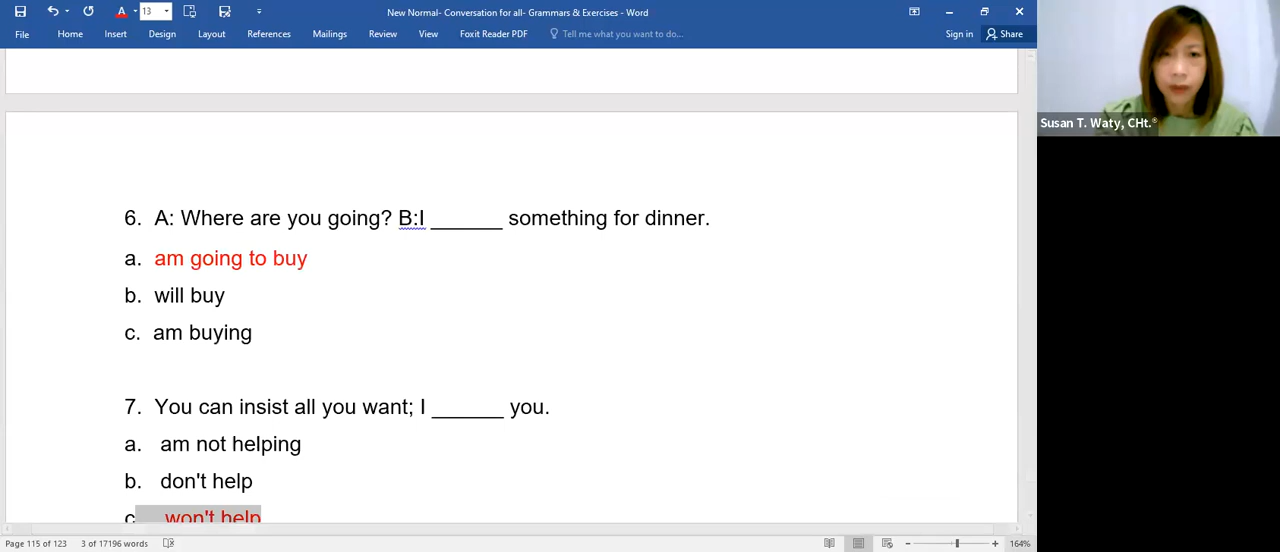 13
New Normal- Conversation for all- Grammars & Exercises - Word
File Home Insert Design Layout References Mailings Review View Foxit Reader PDF Tell me what you want to do... Sign in Share
Susan T. Waty, CHt.®
6. A: Where are you going? B:I ______ something for dinner.
a. am going to buy
b. will buy
c. am buying
7. You can insist all you want; I ______ you.
a. am not helping
b. don't help
c won't help
Page 115 of 123 3 of 17196 words 164%